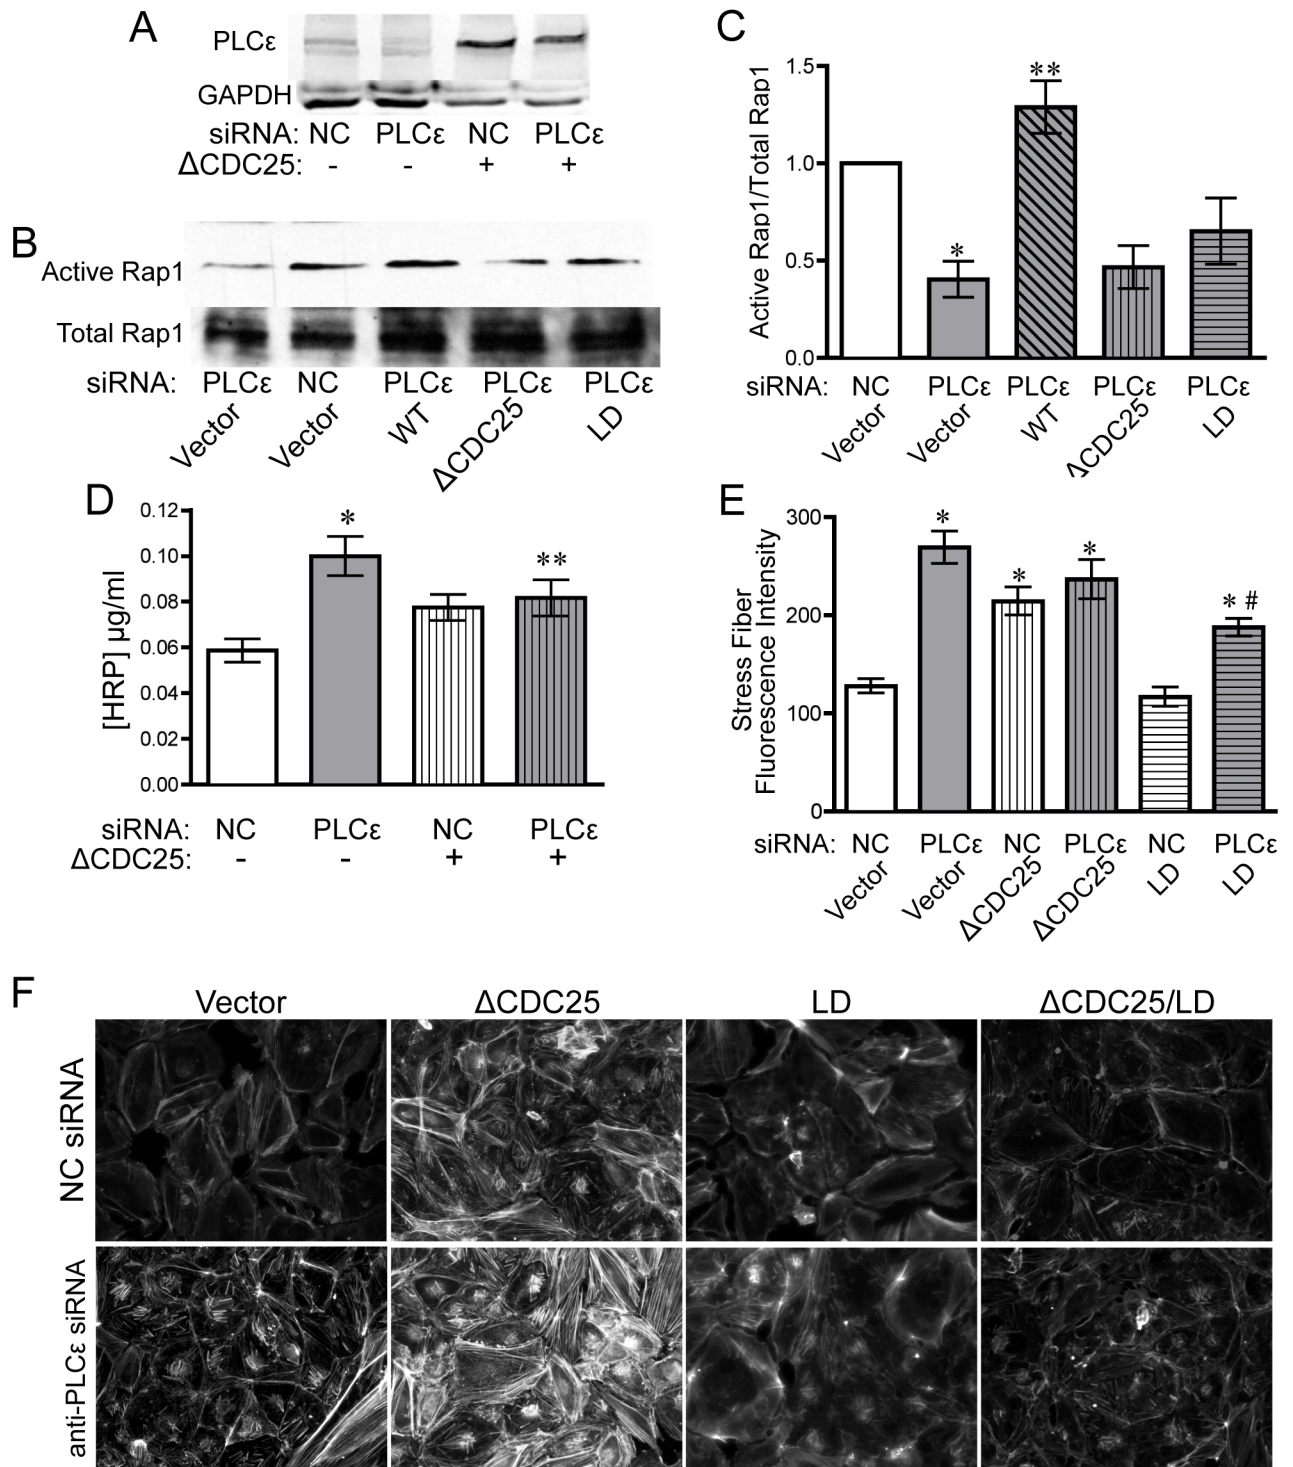 A
PLCε
GAPDH
siRNA: NC PLCε NC PLCε
ΔCDC25: - - + +
B
Active Rap1
Total Rap1
siRNA: PLCε NC PLCε PLCε PLCε
Vector Vector WT ΔCDC25 LD
C
Active Rap1/Total Rap1
1.5
1.0
0.5
0.0
* **
siRNA: NC PLCε PLCε PLCε PLCε
Vector Vector WT ΔCDC25 LD
D
[HRP] µg/ml
0.12
0.10
0.08
0.06
0.04
0.02
0.00
* **
siRNA: NC PLCε NC PLCε
ΔCDC25: - - + +
E
Stress Fiber
Fluorescence Intensity
300
200
100
0
* * * * #
siRNA: NC PLCε NC PLCε NC PLCε
Vector Vector ΔCDC25 ΔCDC25 LD LD
F
Vector ΔCDC25 LD ΔCDC25/LD
NC siRNA
anti-PLCε siRNA